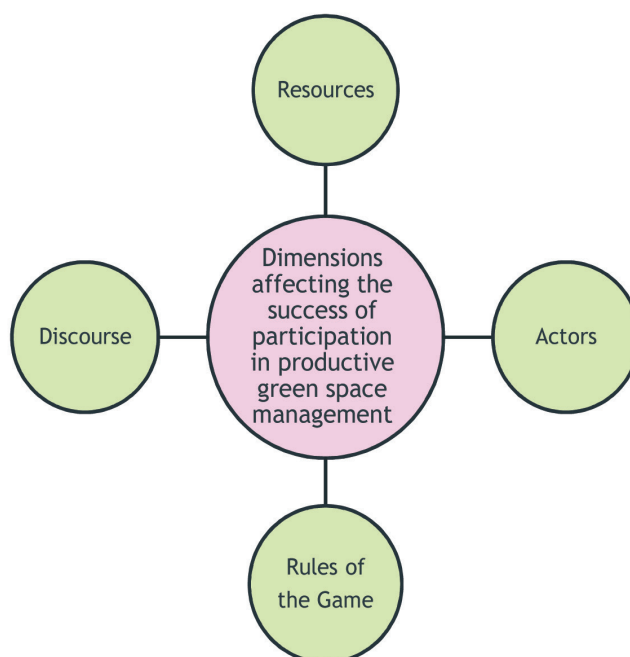 Resources
Dimensions
affecting the
success of
participation
in productive
green space
management
Discourse
Actors
Rules of
the Game